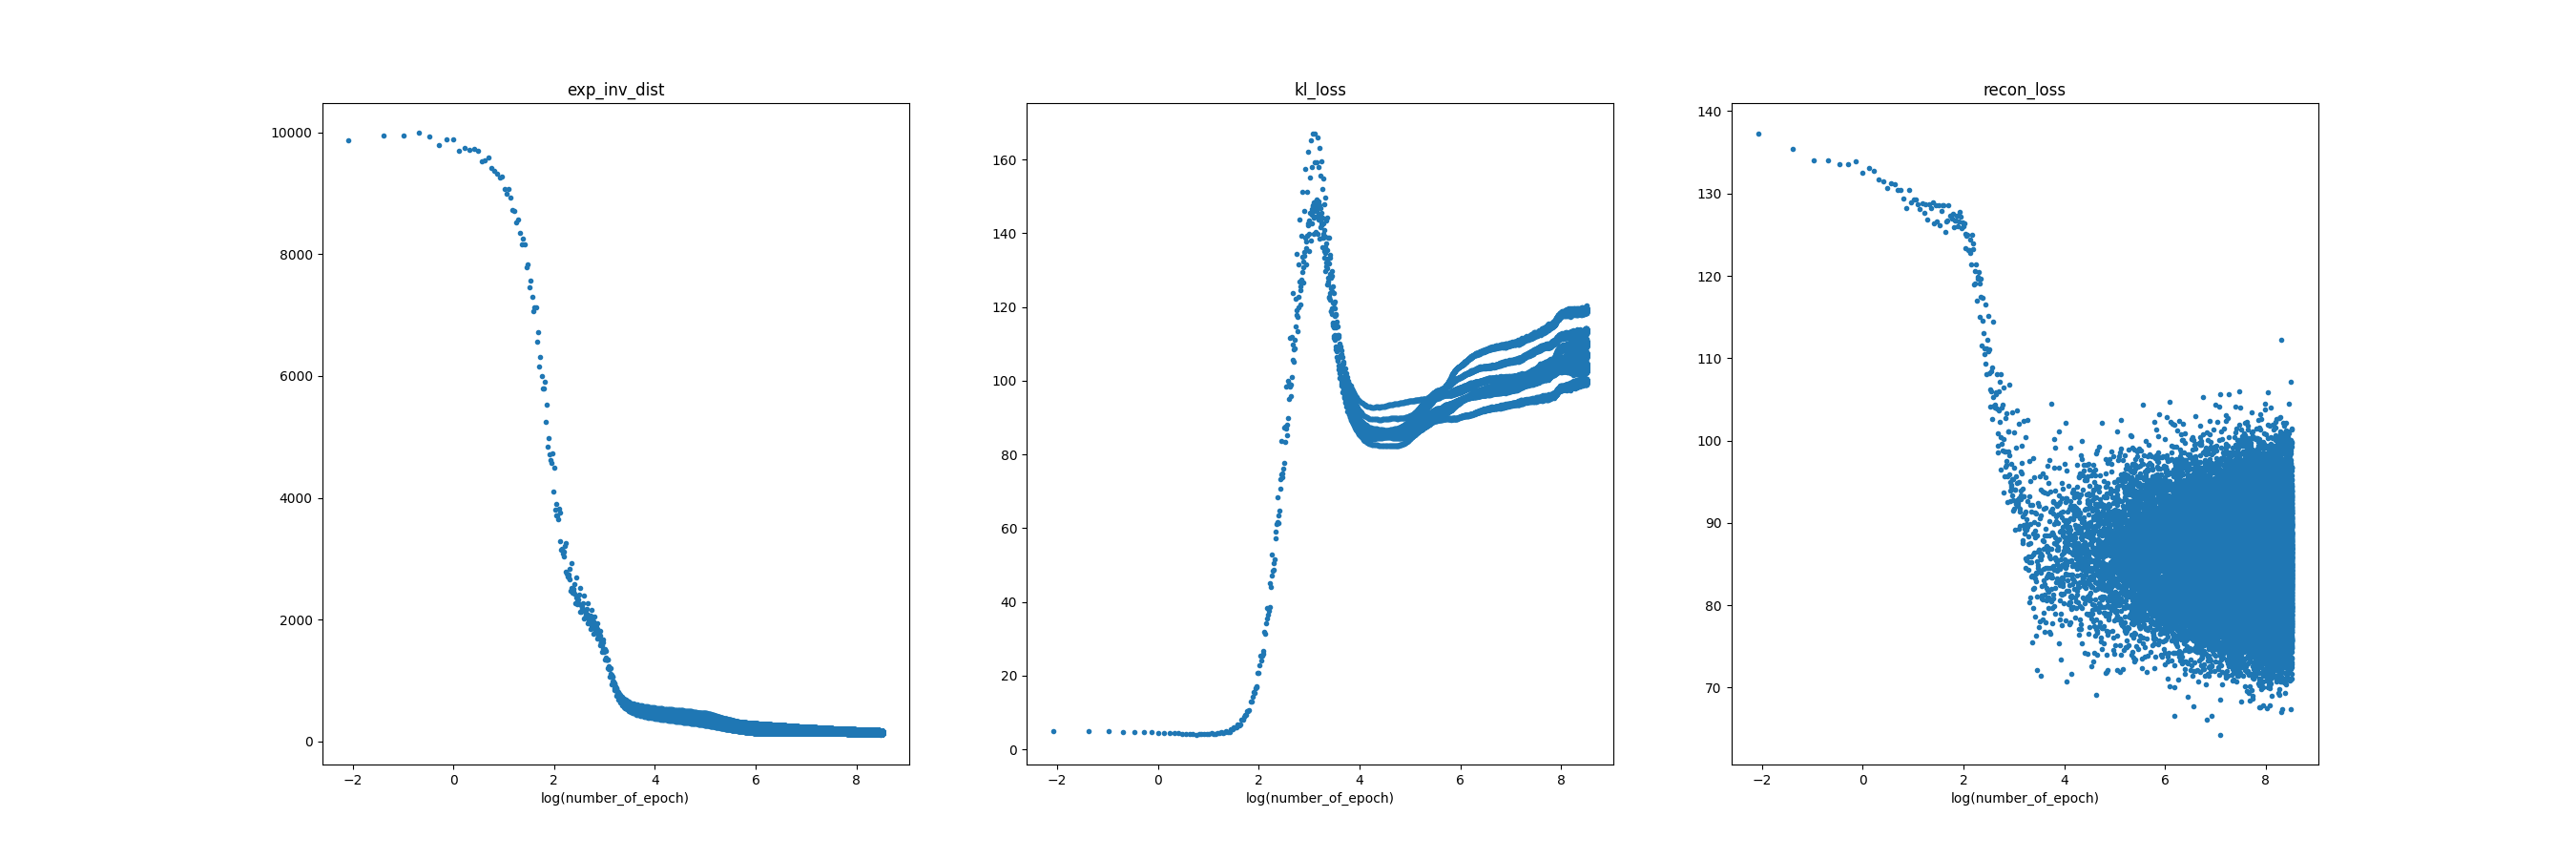 exp_inv_dist
10000
8000
6000
4000
2000
0
−2 0 2 4 6 8
log(number_of_epoch)
kl_loss
160
140
120
100
80
60
40
20
0
−2 0 2 4 6 8
log(number_of_epoch)
recon_loss
140
130
120
110
100
90
80
70
−2 0 2 4 6 8
log(number_of_epoch)